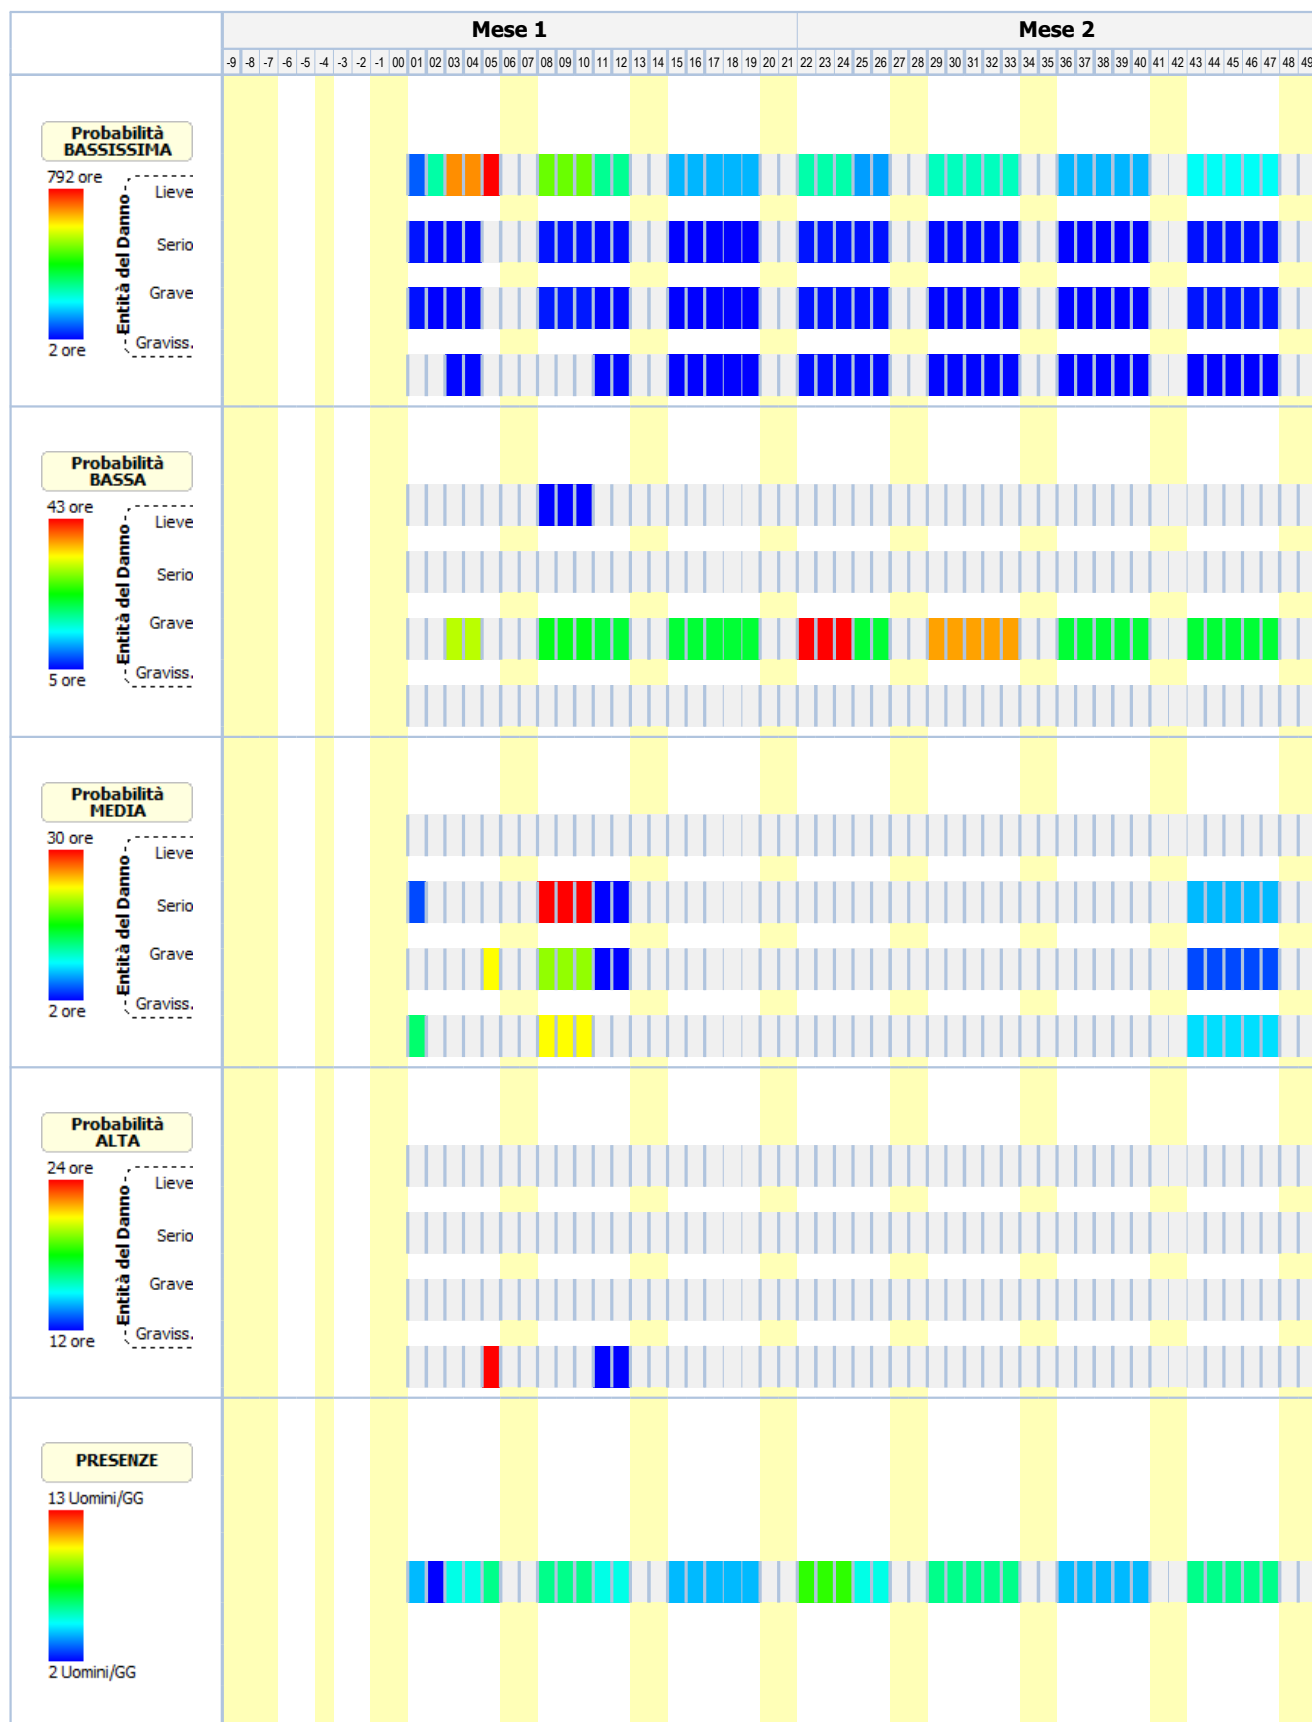 Mese 1 Mese 2
-9 -8 -7 -6 -5 -4 -3 -2 -1 00 01 02 03 04 05 06 07 08 09 10 11 12 13 14 15 16 17 18 19 20 21 22 23 24 25 26 27 28 29 30 31 32 33 34 35 36 37 38 39 40 41 42 43 44 45 46 47 48 49
Probabilità
BASSISSIMA
792 ore
Entità del Danno
Lieve
Serio
Grave
Graviss.
2 ore
Probabilità
BASSA
43 ore
Entità del Danno
Lieve
Serio
Grave
Graviss.
5 ore
Probabilità
MEDIA
30 ore
Entità del Danno
Lieve
Serio
Grave
Graviss.
2 ore
Probabilità
ALTA
24 ore
Entità del Danno
Lieve
Serio
Grave
Graviss.
12 ore
PRESENZE
13 Uomini/GG
2 Uomini/GG